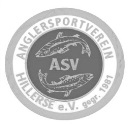 ANGLERSPORTVEREIN
ASV
HILLERSE e.V. gegr. 1981